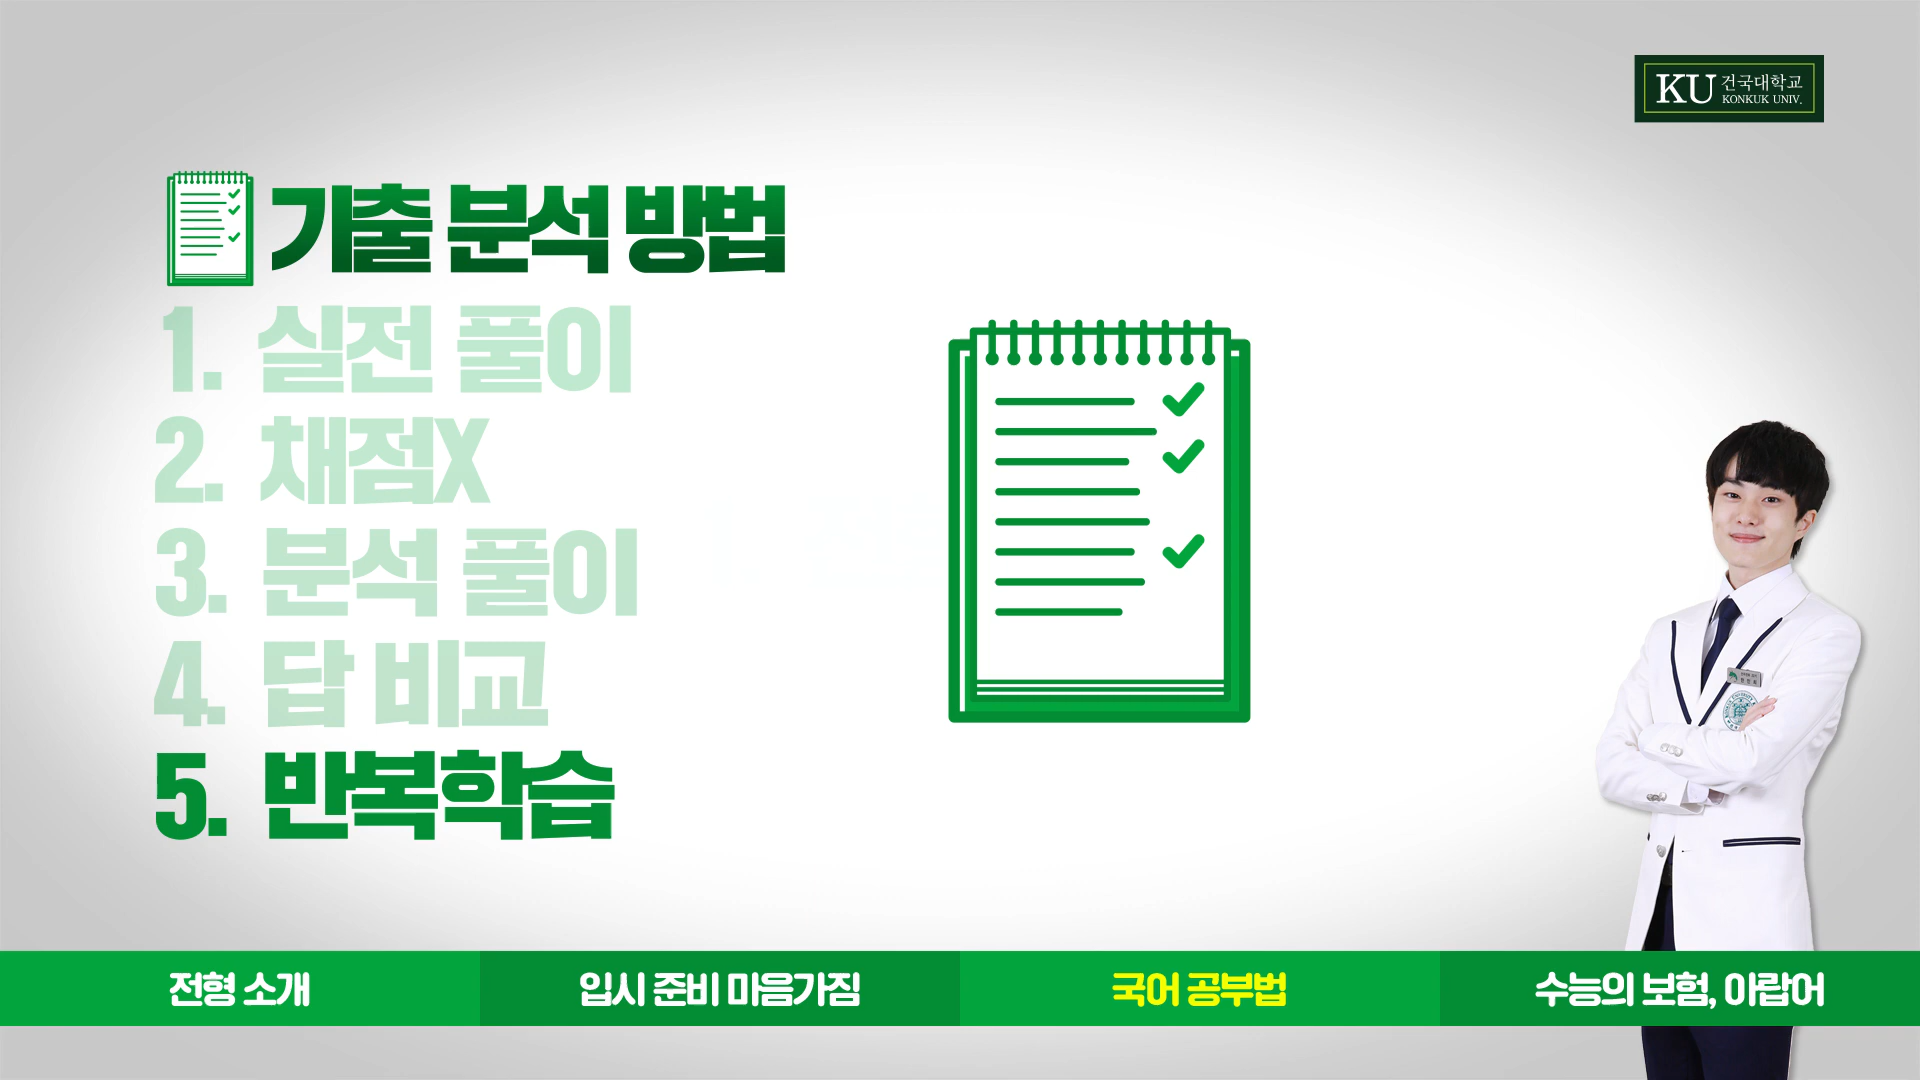 KU 건국대학교
KONKUK UNIV.
기출 분석 방법
1. 실전 풀이
2. 채점X
3. 분석 풀이
4. 답 비교
5. 반복학습
전형 소개
입시 준비 마음가짐
국어 공부법
수능의 보험, 아랍어